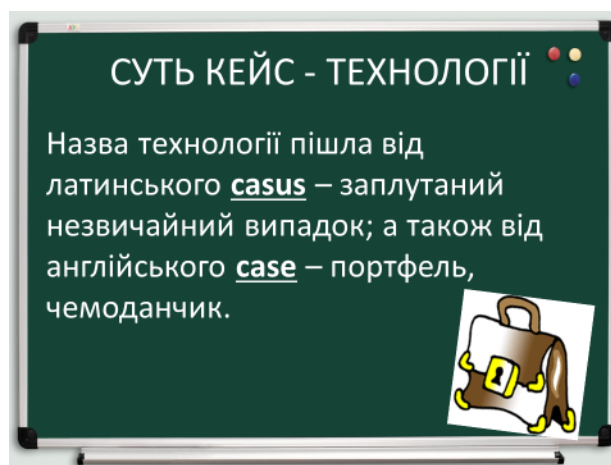 СУТЬ КЕЙС - ТЕХНОЛОГІЇ
Назва технології пішла від
латинського casus – заплутаний
незвичайний випадок; а також від
англійського case – портфель,
чемоданчик.